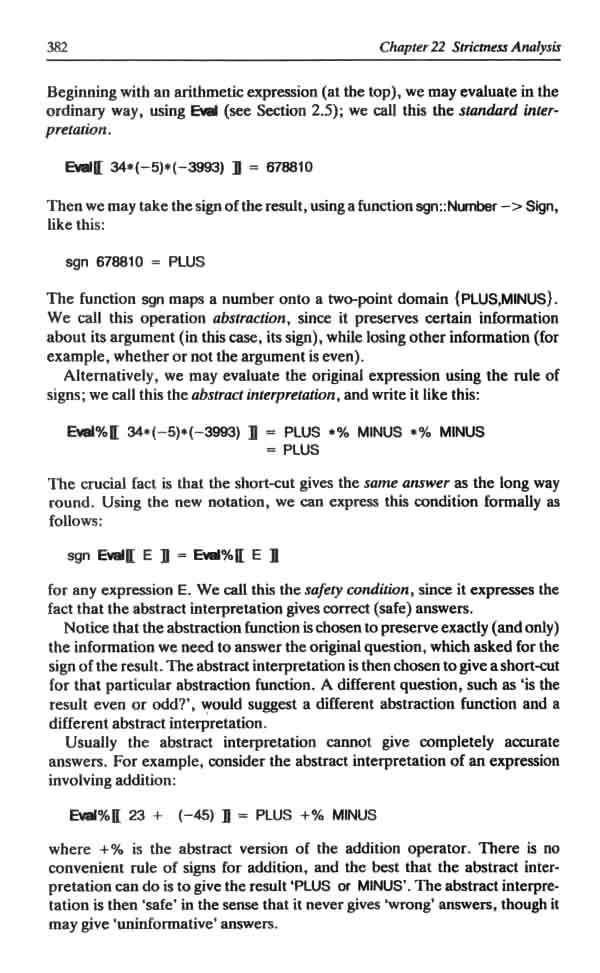 382 Chapter 22 Strictness Analysis
Beginning with an arithmetic expression (at the top), we may evaluate in the
ordinary way, using Eval (see Section 2.5); we call this the standard inter-
pretation.
Eval⟦ 34*(−5)*(−3993) ⟧ = 678810
Then we may take the sign of the result, using a function sgn::Number −> Sign,
like this:
sgn 678810 = PLUS
The function sgn maps a number onto a two-point domain {PLUS,MINUS}.
We call this operation abstraction, since it preserves certain information
about its argument (in this case, its sign), while losing other information (for
example, whether or not the argument is even).
Alternatively, we may evaluate the original expression using the rule of
signs; we call this the abstract interpretation, and write it like this:
Eval%⟦ 34*(−5)*(−3993) ⟧ = PLUS *% MINUS *% MINUS
= PLUS
The crucial fact is that the short-cut gives the same answer as the long way
round. Using the new notation, we can express this condition formally as
follows:
sgn Eval⟦ E ⟧ = Eval%⟦ E ⟧
for any expression E. We call this the safety condition, since it expresses the
fact that the abstract interpretation gives correct (safe) answers.
Notice that the abstraction function is chosen to preserve exactly (and only)
the information we need to answer the original question, which asked for the
sign of the result. The abstract interpretation is then chosen to give a short-cut
for that particular abstraction function. A different question, such as ‘is the
result even or odd?’, would suggest a different abstraction function and a
different abstract interpretation.
Usually the abstract interpretation cannot give completely accurate
answers. For example, consider the abstract interpretation of an expression
involving addition:
Eval%⟦ 23 + (−45) ⟧ = PLUS +% MINUS
where +% is the abstract version of the addition operator. There is no
convenient rule of signs for addition, and the best that the abstract inter-
pretation can do is to give the result ‘PLUS or MINUS’. The abstract interpre-
tation is then ‘safe’ in the sense that it never gives ‘wrong’ answers, though it
may give ‘uninformative’ answers.